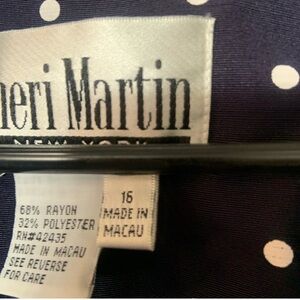 heri Martin
NEW YORK
68% RAYON
32% POLYESTER
RN#42435
MADE IN MACAU
SEE REVERSE
FOR CARE
16
MADE IN
MACAU